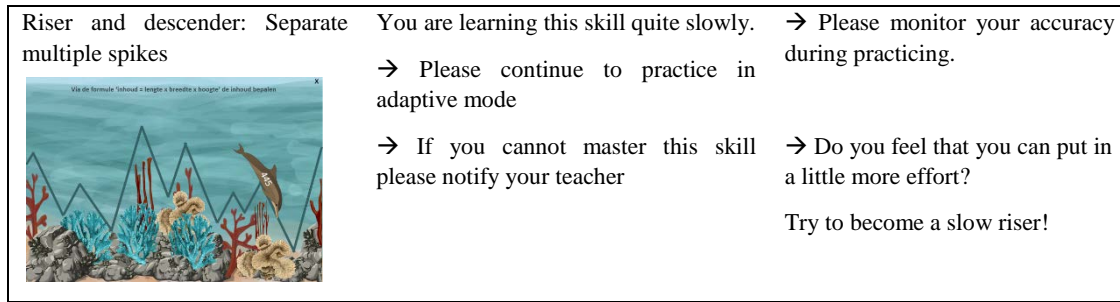 Riser and descender: Separate
multiple spikes
x
Via de formule 'inhoud = lengte x breedte x hoogte' de inhoud bepalen
445
You are learning this skill quite slowly.
→ Please continue to practice in
adaptive mode
→ If you cannot master this skill
please notify your teacher
→ Please monitor your accuracy
during practicing.
→ Do you feel that you can put in
a little more effort?
Try to become a slow riser!